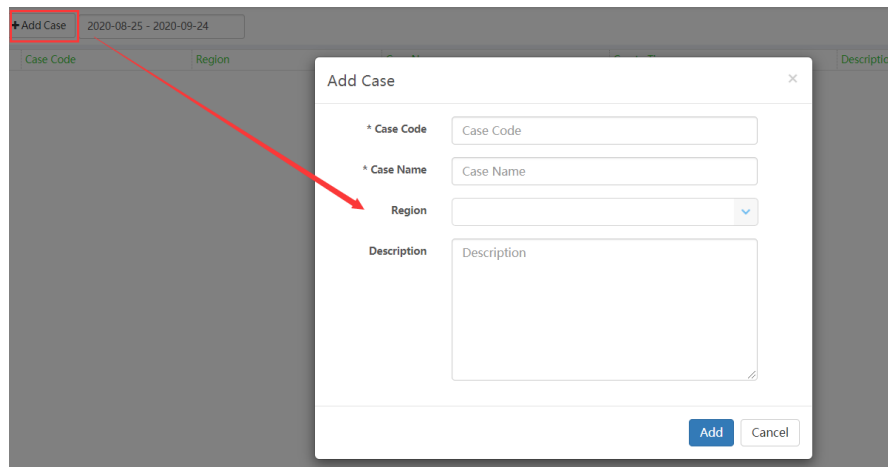 +Add Case 2020-08-25 - 2020-09-24
Case Code Region
Add Case ×
* Case Code Case Code
* Case Name Case Name
Region
Description Description
Add Cancel